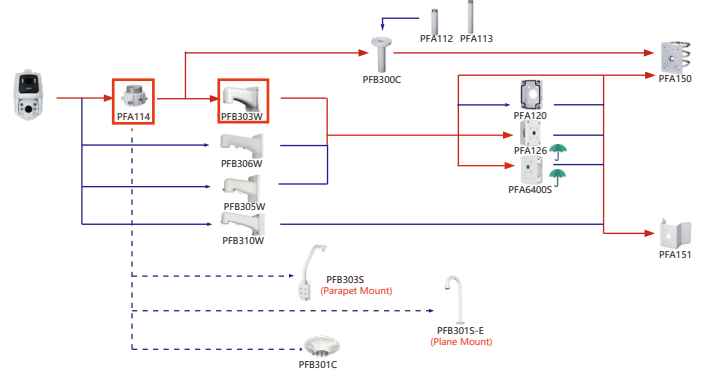 PFA112
PFA113
PFB300C
PFA150
PFA114
PFB303W
PFA120
PFA126
PFB306W
PFA6400S
PFB305W
PFB310W
PFA151
PFB303S
(Parapet Mount)
PFB301S-E
(Plane Mount)
PFB301C